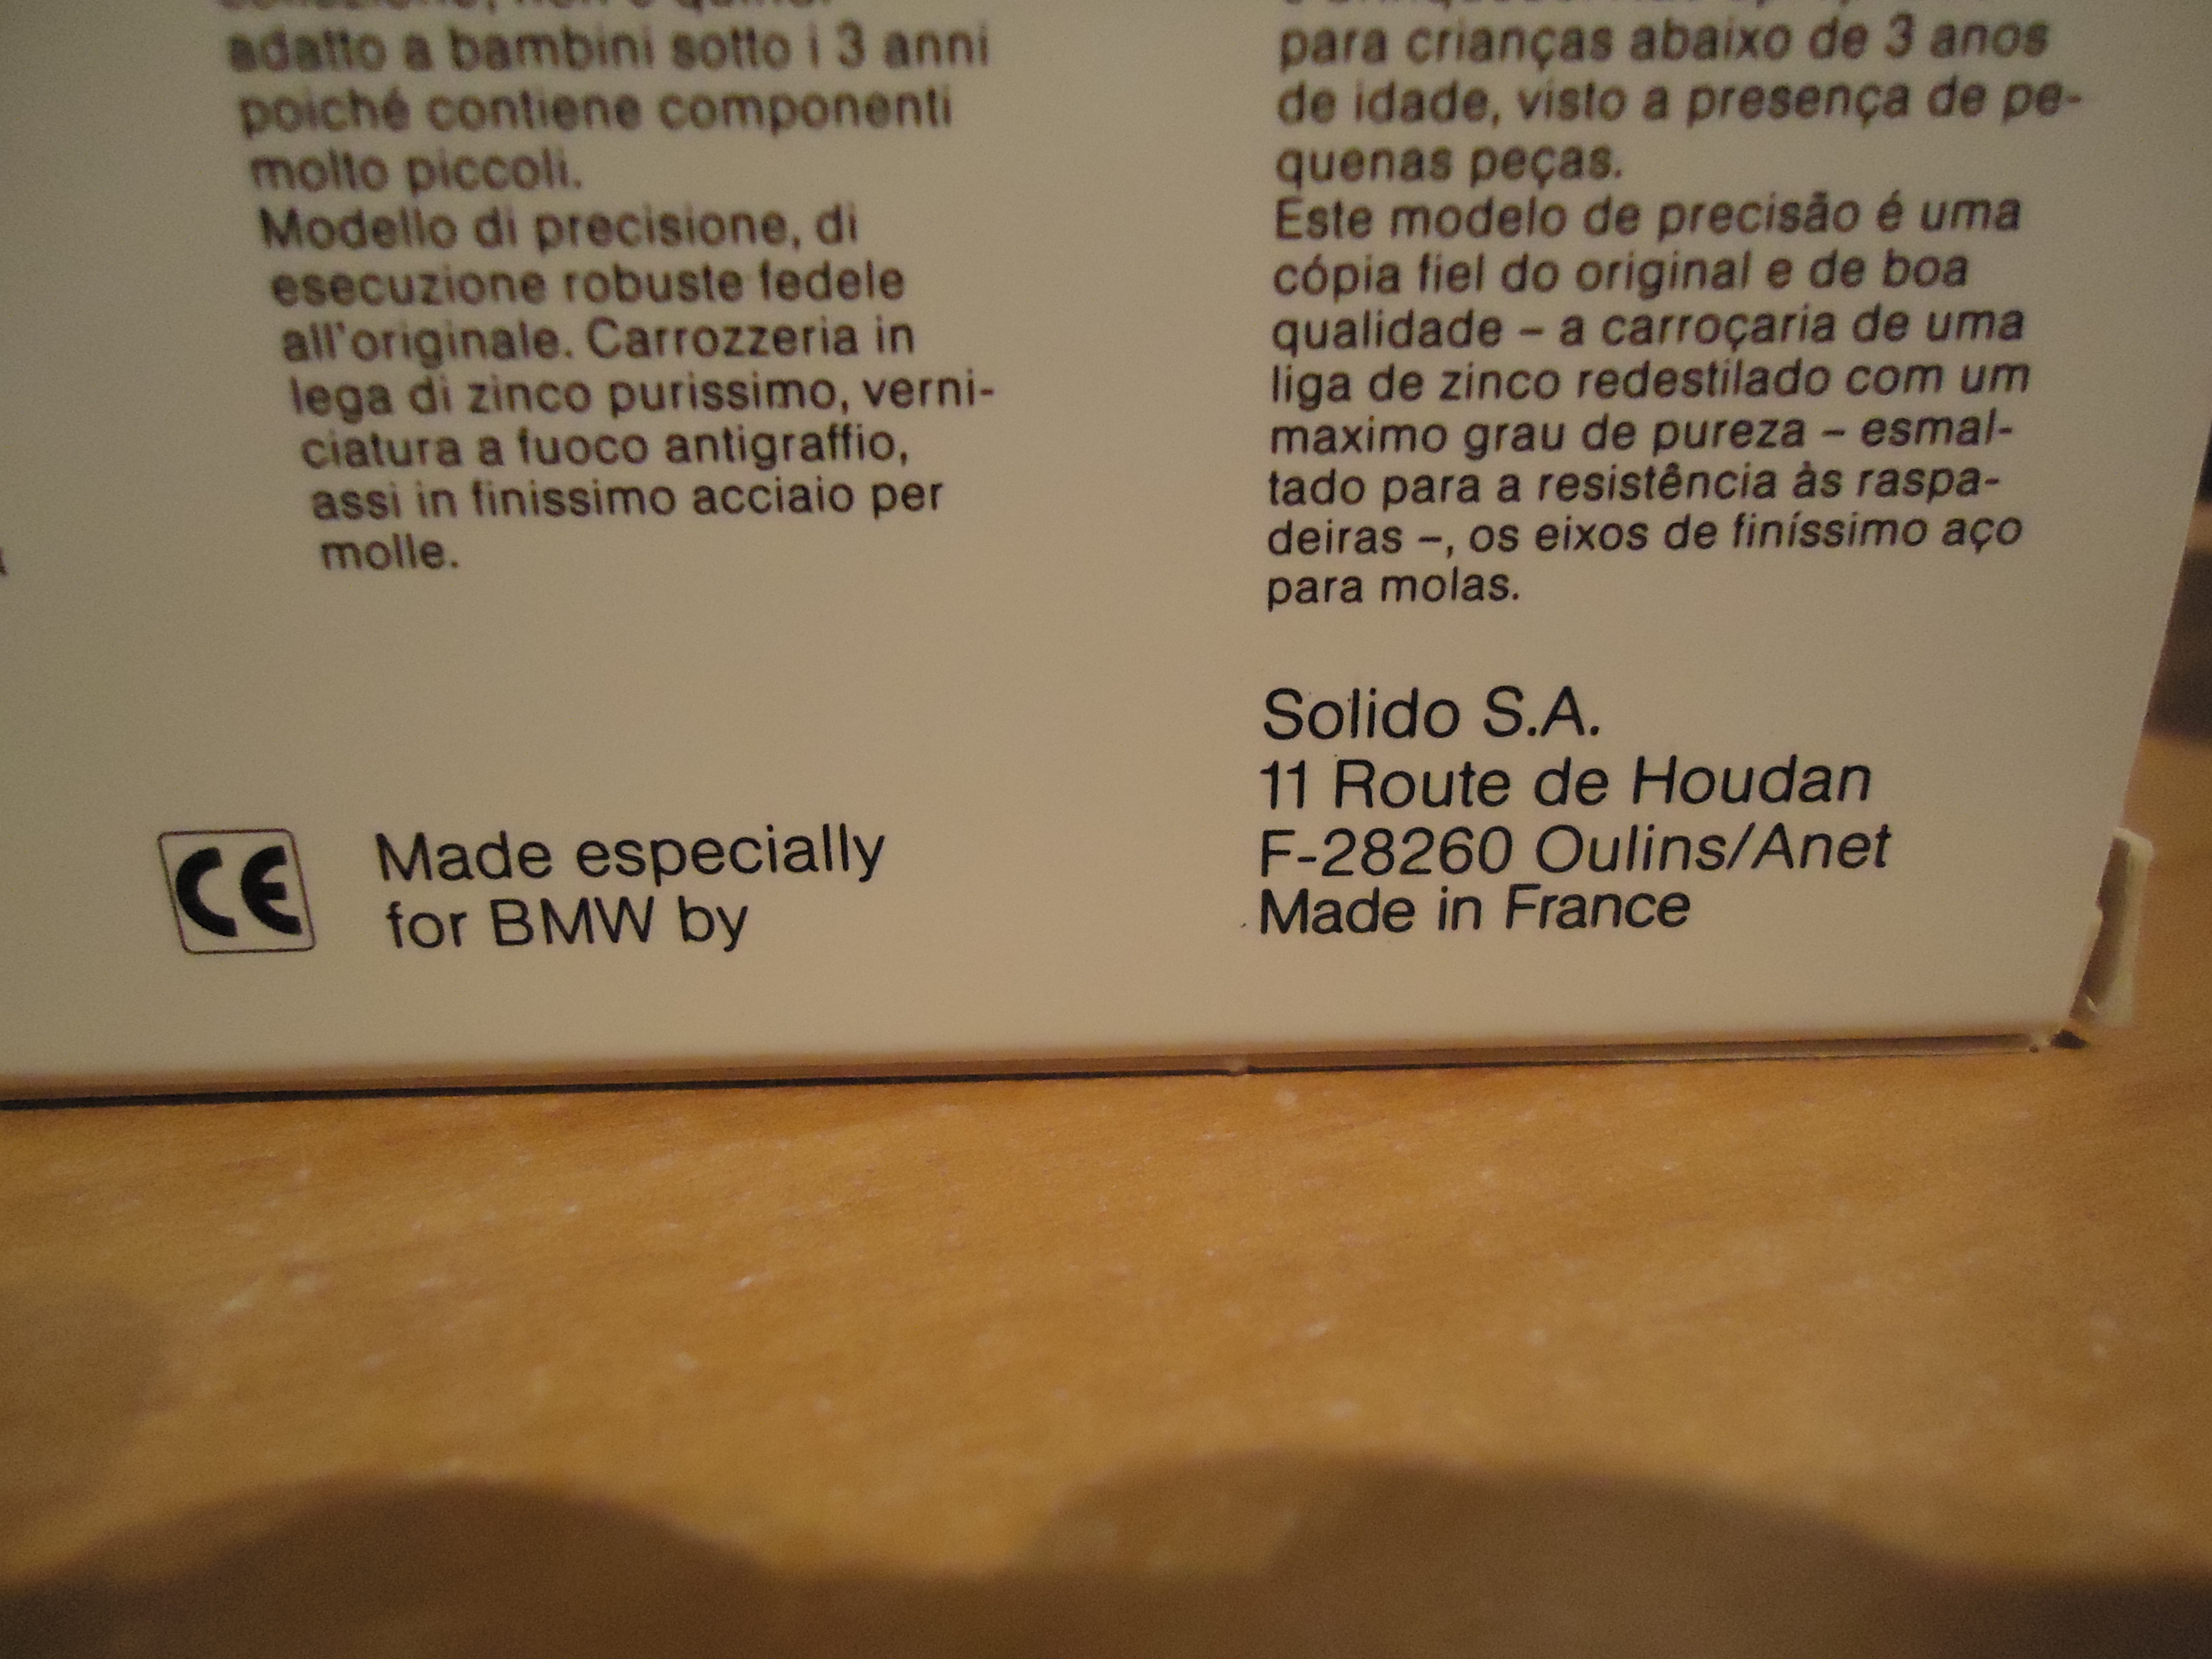 adatto a bambini sotto i 3 anni
poiché contiene componenti
molto piccoli.
Modello di precisione, di
esecuzione robuste fedele
all'originale. Carrozzeria in
lega di zinco purissimo, verni-
ciatura a fuoco antigraffio,
assi in finissimo acciaio per
molle.
para crianças abaixo de 3 anos
de idade, visto a presença de pe-
quenas peças.
Este modelo de precisão é uma
cópia fiel do original e de boa
qualidade – a carroçaria de uma
liga de zinco redestilado com um
maximo grau de pureza – esmal-
tado para a resistência às raspa-
deiras –, os eixos de finíssimo aço
para molas.
CE
Made especially
for BMW by
Solido S.A.
11 Route de Houdan
F-28260 Oulins/Anet
Made in France